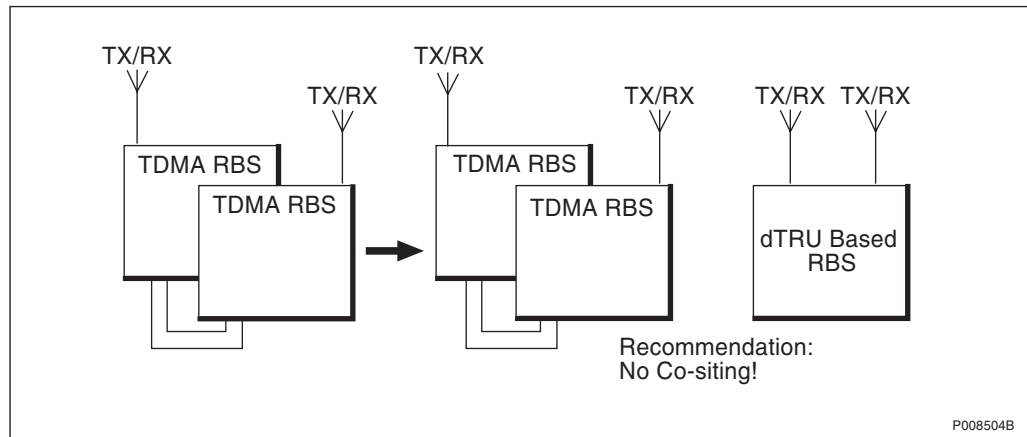 TX/RX
TX/RX
TDMA RBS
TDMA RBS
TX/RX
TX/RX
TDMA RBS
TDMA RBS
TX/RX
TX/RX
dTRU Based
RBS
Recommendation:
No Co-siting!
P008504B